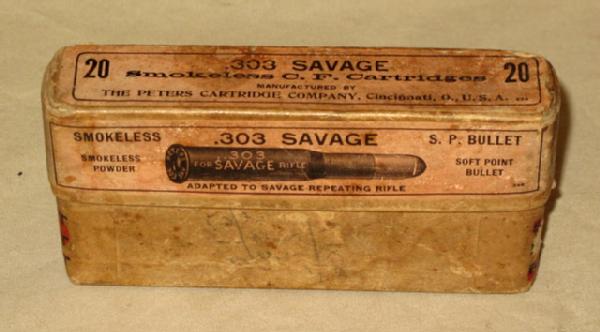 20 .303 SAVAGE 20
Smokeless C. F. Cartridges
MANUFACTURED BY
THE PETERS CARTRIDGE COMPANY, Cincinnati, O., U. S. A.
SMOKELESS .303 SAVAGE S. P. BULLET
SMOKELESS
POWDER
.303
FOR SAVAGE RIFLE
SOFT POINT
BULLET
ADAPTED TO SAVAGE REPEATING RIFLE